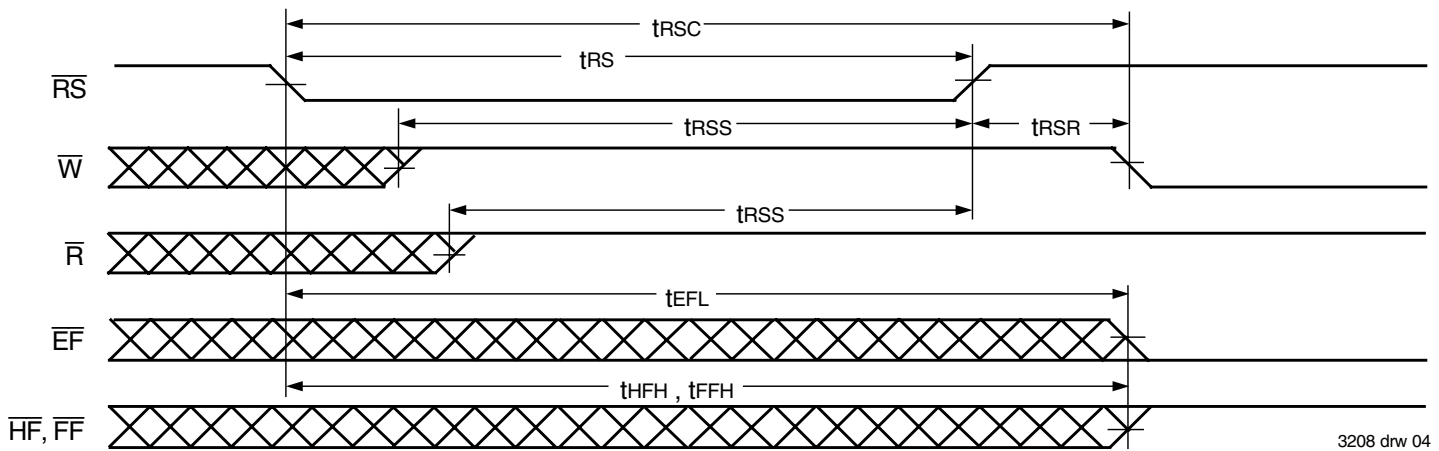 tRSC
tRS
RS
tRSS
tRSR
W
tRSS
R
tEFL
EF
tHFH , tFFH
HF, FF
3208 drw 04